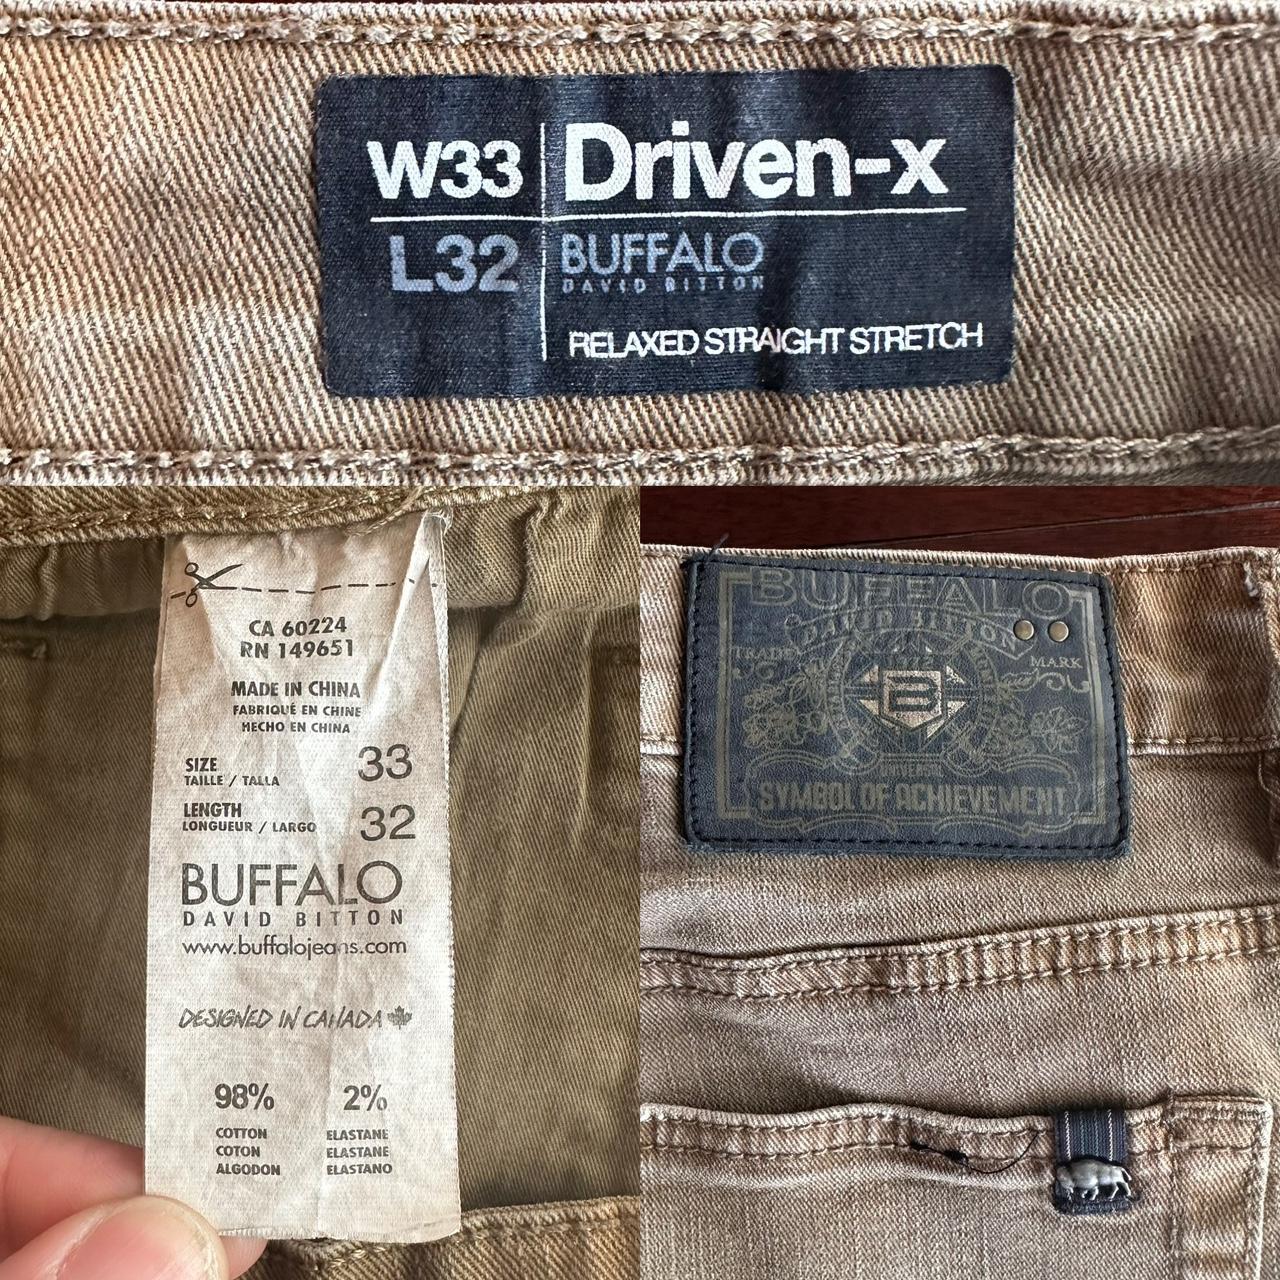 W33 Driven-x
L32 BUFFALO
DAVID BITTON
RELAXED STRAIGHT STRETCH
CA 60224
RN 149651
MADE IN CHINA
FABRIQUÉ EN CHINE
HECHO EN CHINA
SIZE 33
TAILLE / TALLA
LENGTH 32
LONGUEUR / LARGO
BUFFALO
DAVID BITTON
www.buffalojeans.com
DESIGNED IN CANADA
98% 2%
COTTON ELASTANE
COTON ELASTANE
ALGODON ELASTANO
BUFFALO
DAVID BITTON
TRADE MARK
B
SYMBOL OF ACHIEVEMENT